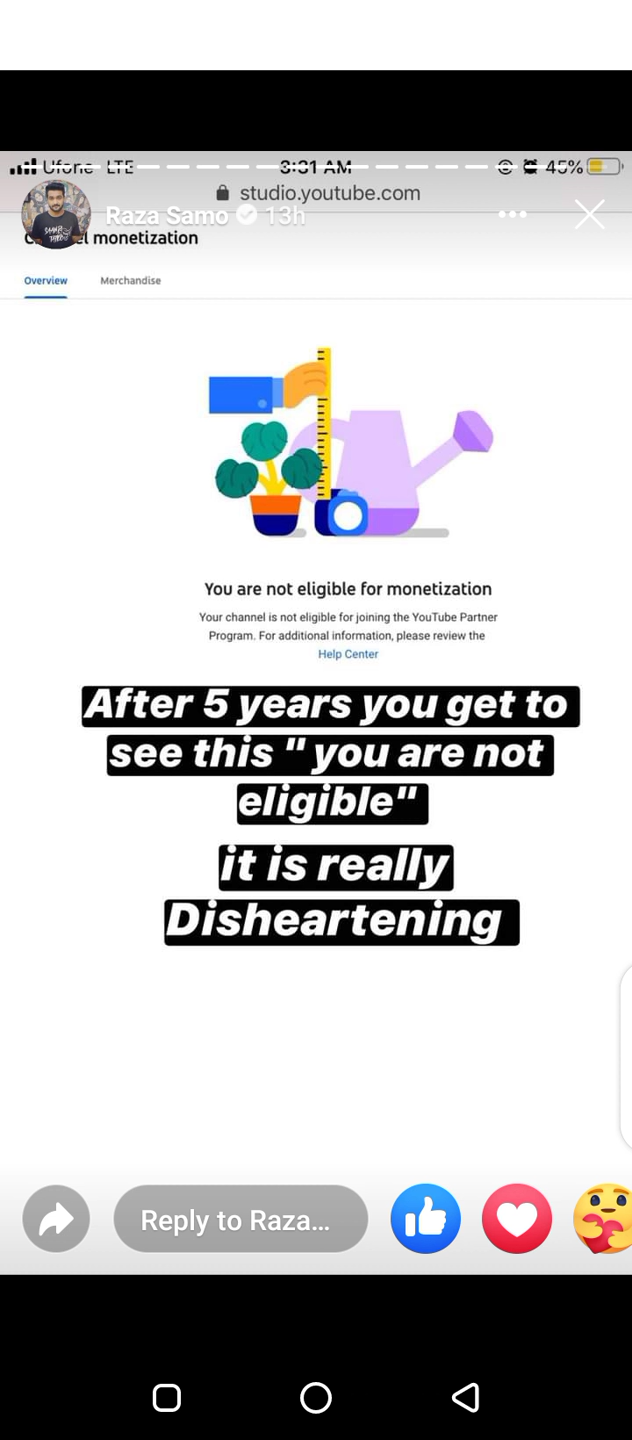 Ufone LTE 3:31 AM 45%
studio.youtube.com
Raza Samo 13h
monetization
Overview Merchandise
You are not eligible for monetization
Your channel is not eligible for joining the YouTube Partner
Program. For additional information, please review the
Help Center
After 5 years you get to
see this " you are not
eligible"
it is really
Disheartening
Reply to Raza...